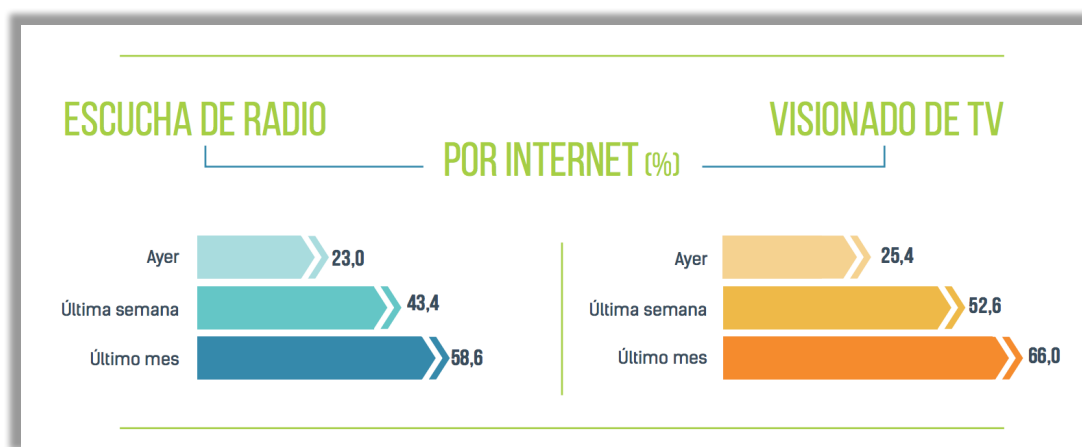 ESCUCHA DE RADIO
VISIONADO DE TV
POR INTERNET (%)
Ayer 23,0
Última semana 43,4
Último mes 58,6
Ayer 25,4
Última semana 52,6
Último mes 66,0